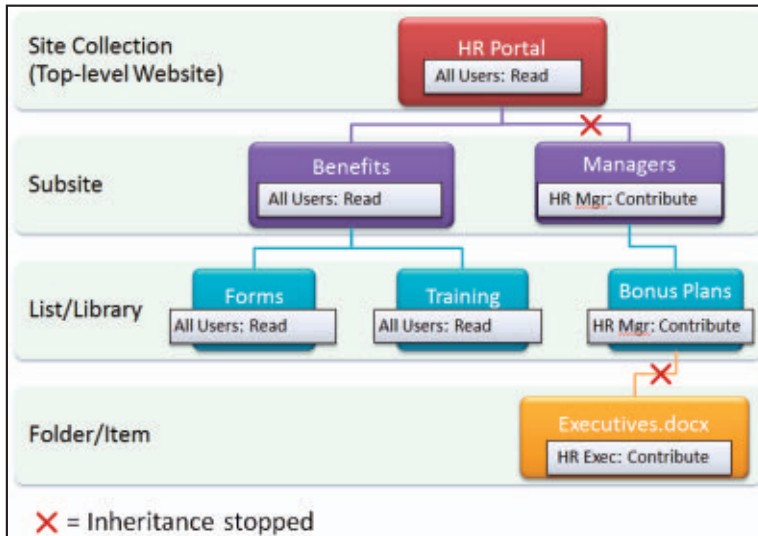 Site Collection
(Top-level Website)
HR Portal
All Users: Read
Subsite
Benefits
All Users: Read
Managers
HR Mgr: Contribute
List/Library
Forms
All Users: Read
Training
All Users: Read
Bonus Plans
HR Mgr: Contribute
Folder/Item
Executives.docx
HR Exec: Contribute
= Inheritance stopped